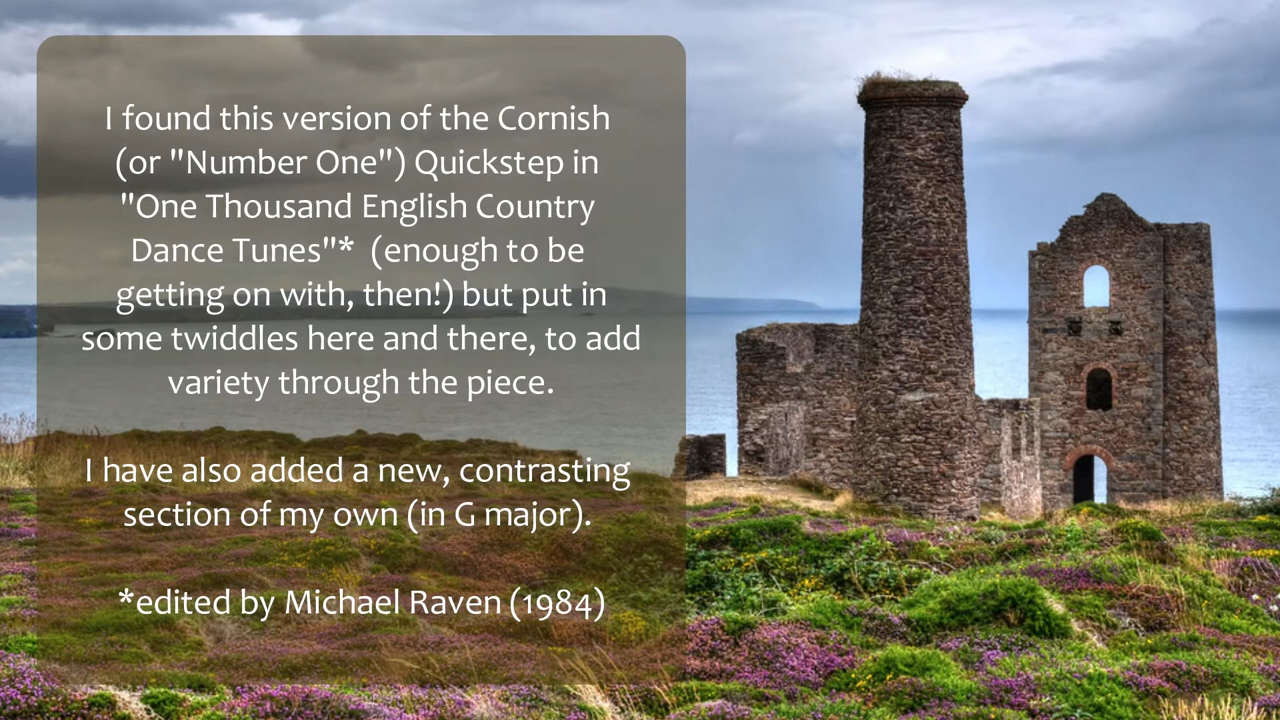 I found this version of the Cornish
(or "Number One") Quickstep in
"One Thousand English Country
Dance Tunes"*  (enough to be
getting on with, then!) but put in
some twiddles here and there, to add
variety through the piece.
I have also added a new, contrasting
section of my own (in G major).
*edited by Michael Raven (1984)